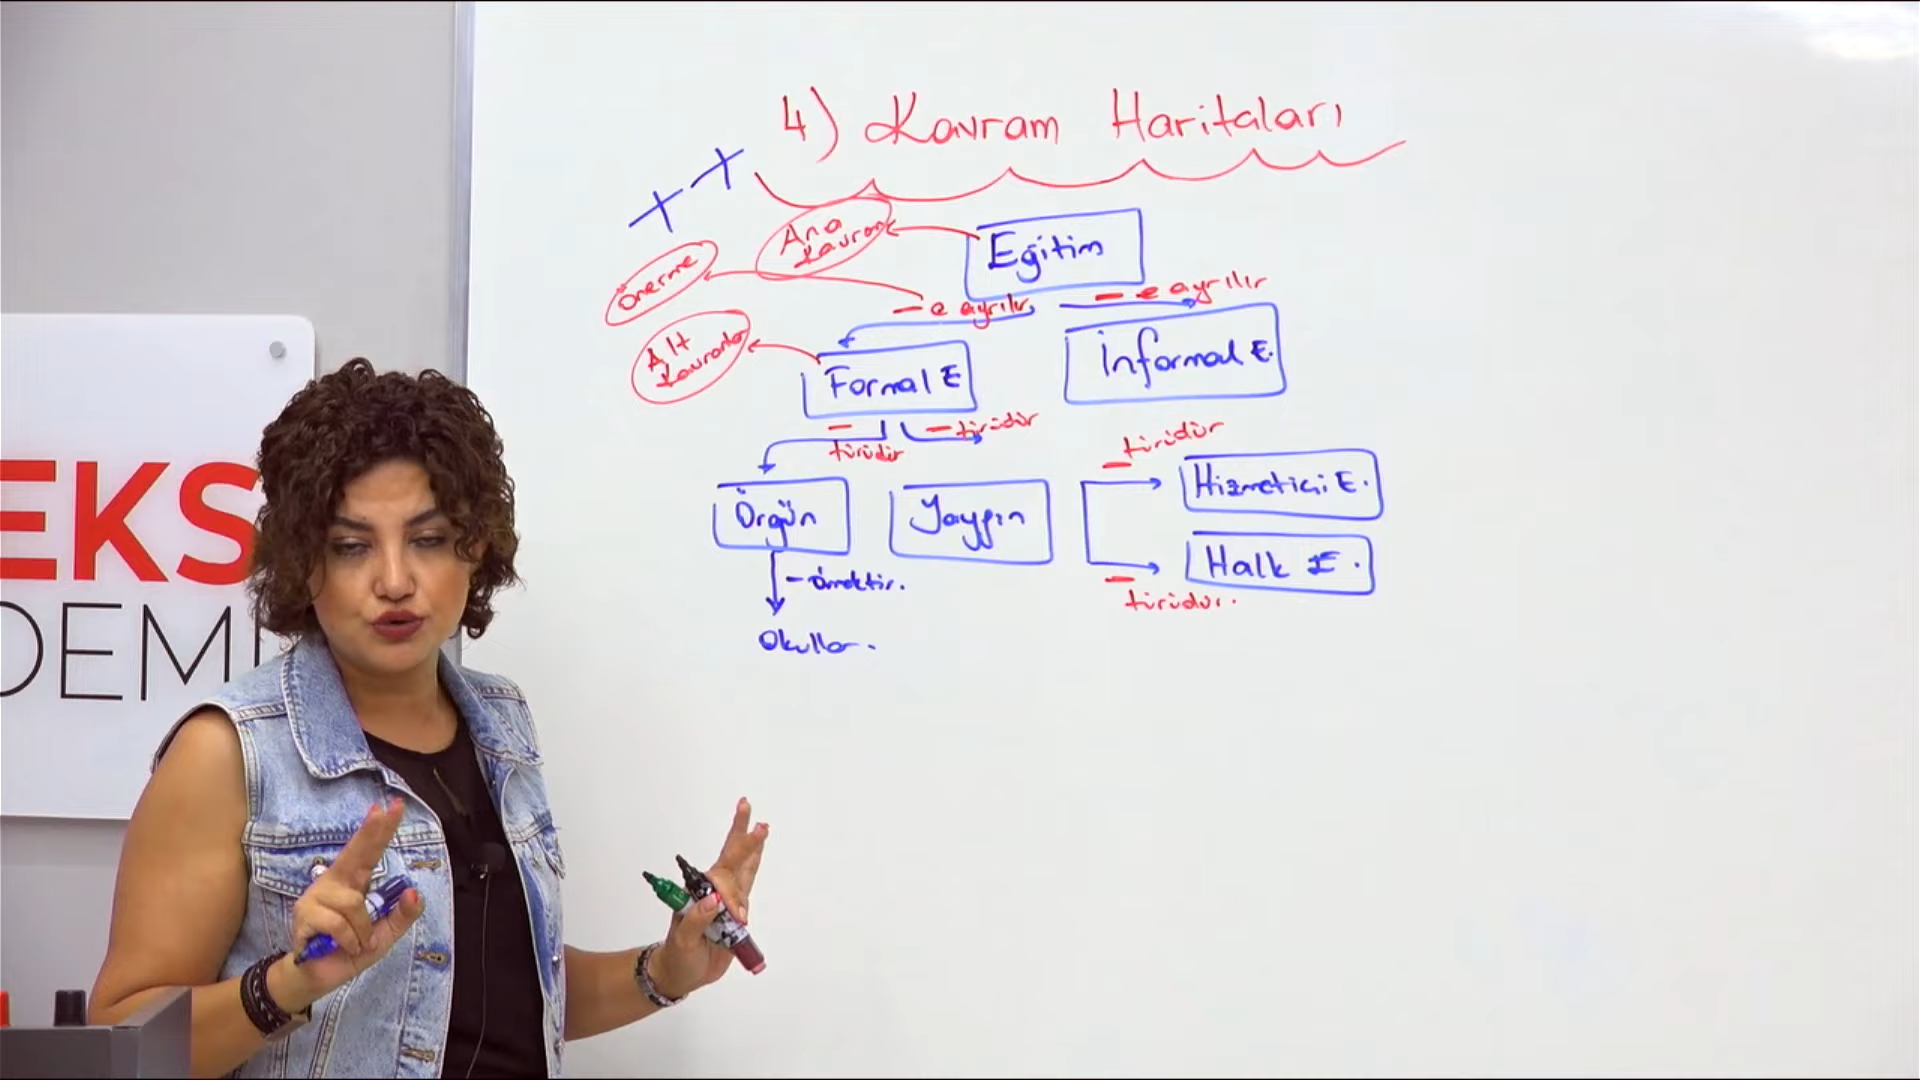 4) Kavram Haritaları
Ana Kavram
Eğitim
Önerme
- e ayrılır
- e ayrılır
Alt Kavramlar
Formal E
İnformal E.
- türüdür
- türüdür
- türüdür
Örgün
Yaygın
Hizmetiçi E.
Halk E.
- örnektir.
- türüdür.
Okullar.
EKS
DEMİ